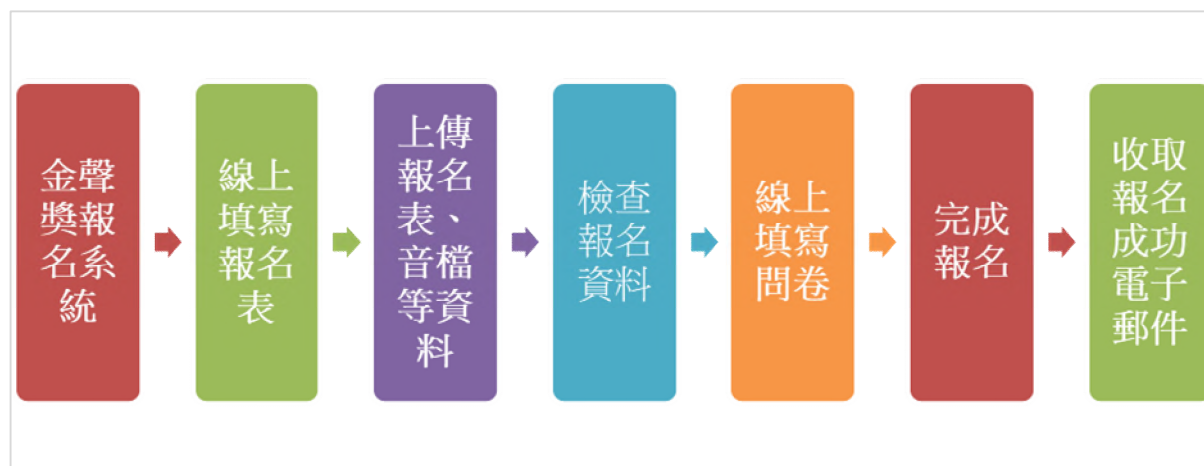 金聲
獎報
名系
統
線上
填寫
報名
表
上傳
報名
表、
音檔
等資
料
檢查
報名
資料
線上
填寫
問卷
完成
報名
收取
報名
成功
電子
郵件